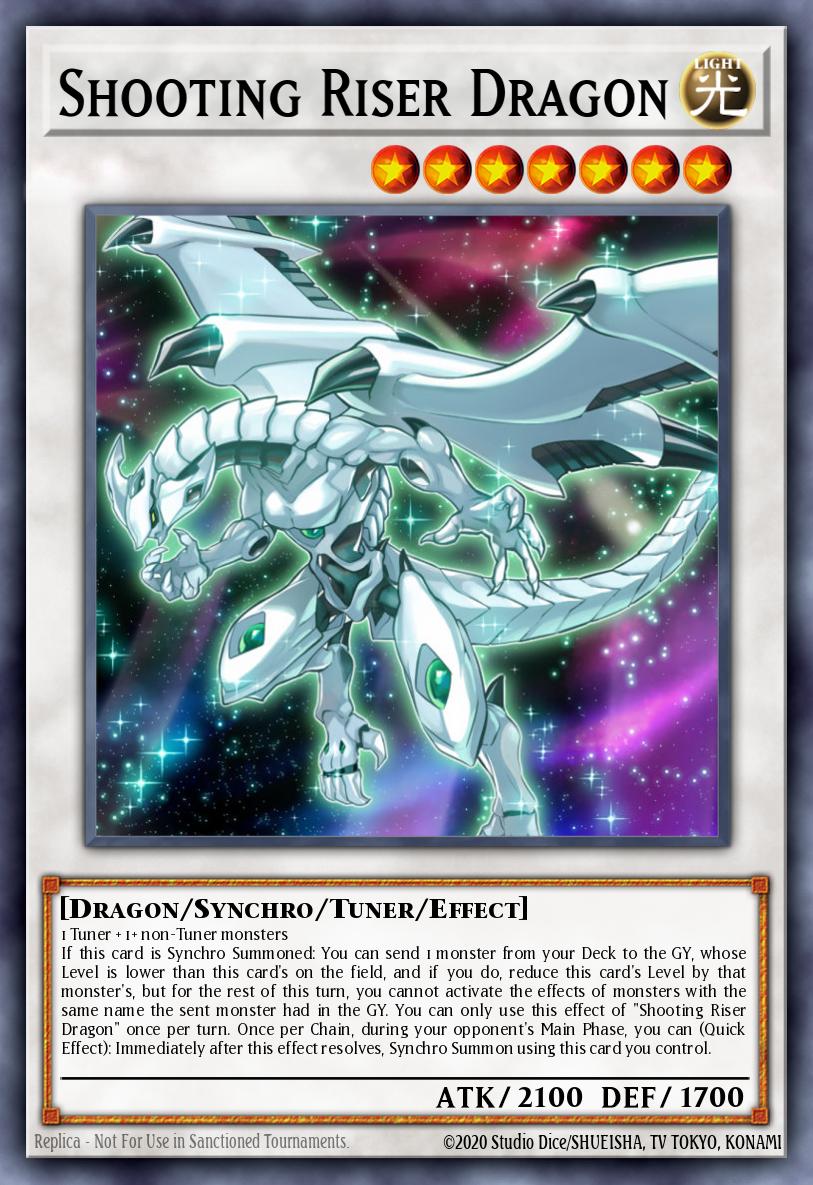 Shooting Riser Dragon
LIGHT
光
[Dragon/Synchro/Tuner/Effect]
1 Tuner + 1+ non-Tuner monsters
If this card is Synchro Summoned: You can send 1 monster from your Deck to the GY, whose
Level is lower than this card's on the field, and if you do, reduce this card's Level by that
monster's, but for the rest of this turn, you cannot activate the effects of monsters with the
same name the sent monster had in the GY. You can only use this effect of "Shooting Riser
Dragon" once per turn. Once per Chain, during your opponent's Main Phase, you can (Quick
Effect): Immediately after this effect resolves, Synchro Summon using this card you control.
ATK/ 2100 DEF/ 1700
Replica - Not For Use in Sanctioned Tournaments.
©2020 Studio Dice/SHUEISHA, TV TOKYO, KONAMI